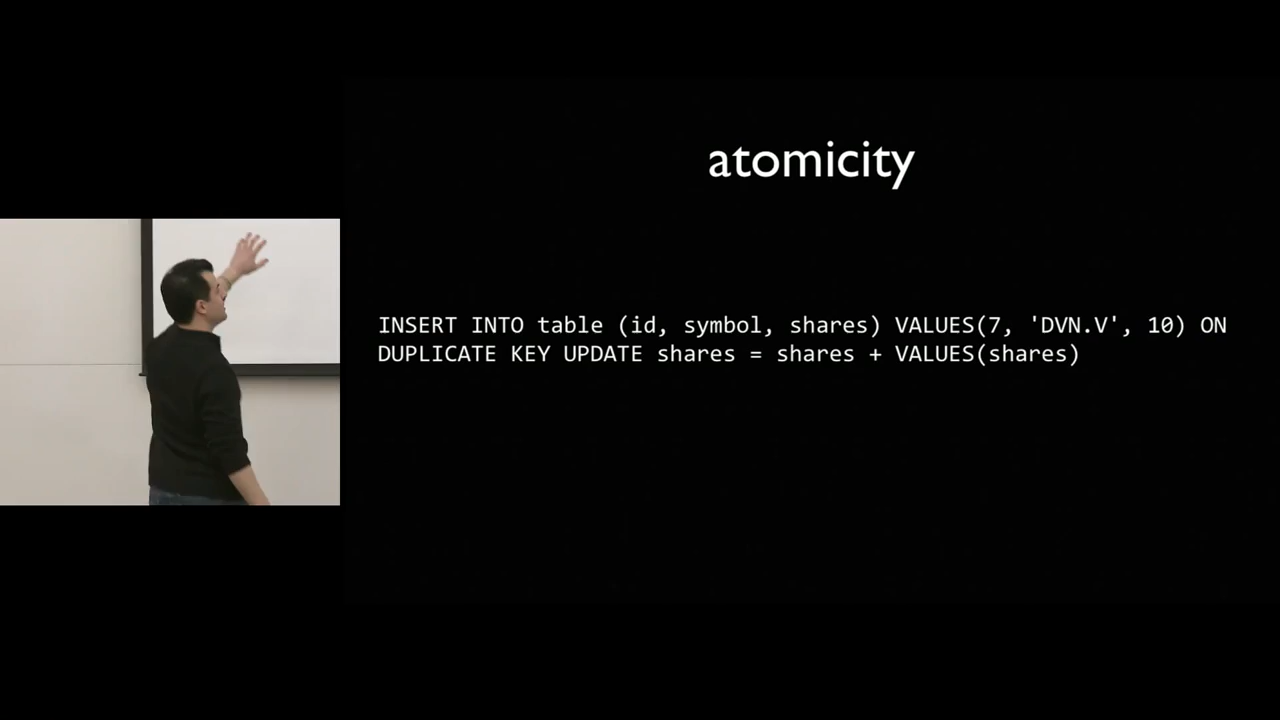 atomicity
INSERT INTO table (id, symbol, shares) VALUES(7, 'DVN.V', 10) ON
DUPLICATE KEY UPDATE shares = shares + VALUES(shares)